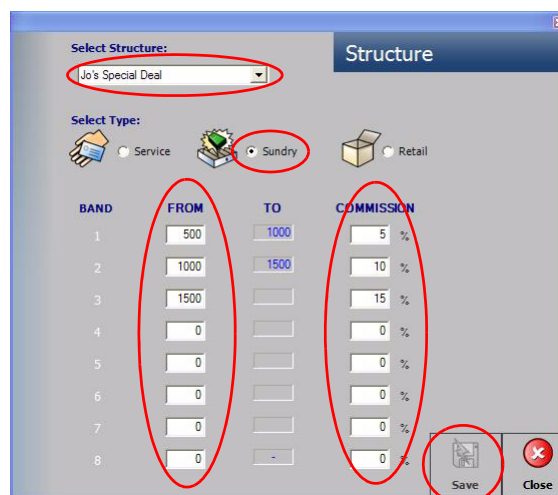 Select Structure:
Structure
Jo's Special Deal
Select Type:
Service
Sundry
Retail
BAND FROM TO COMMISSION
1 500 1000 5 %
2 1000 1500 10 %
3 1500 15 %
4 0 0 %
5 0 0 %
6 0 0 %
7 0 0 %
8 0 - 0 %
Save
Close